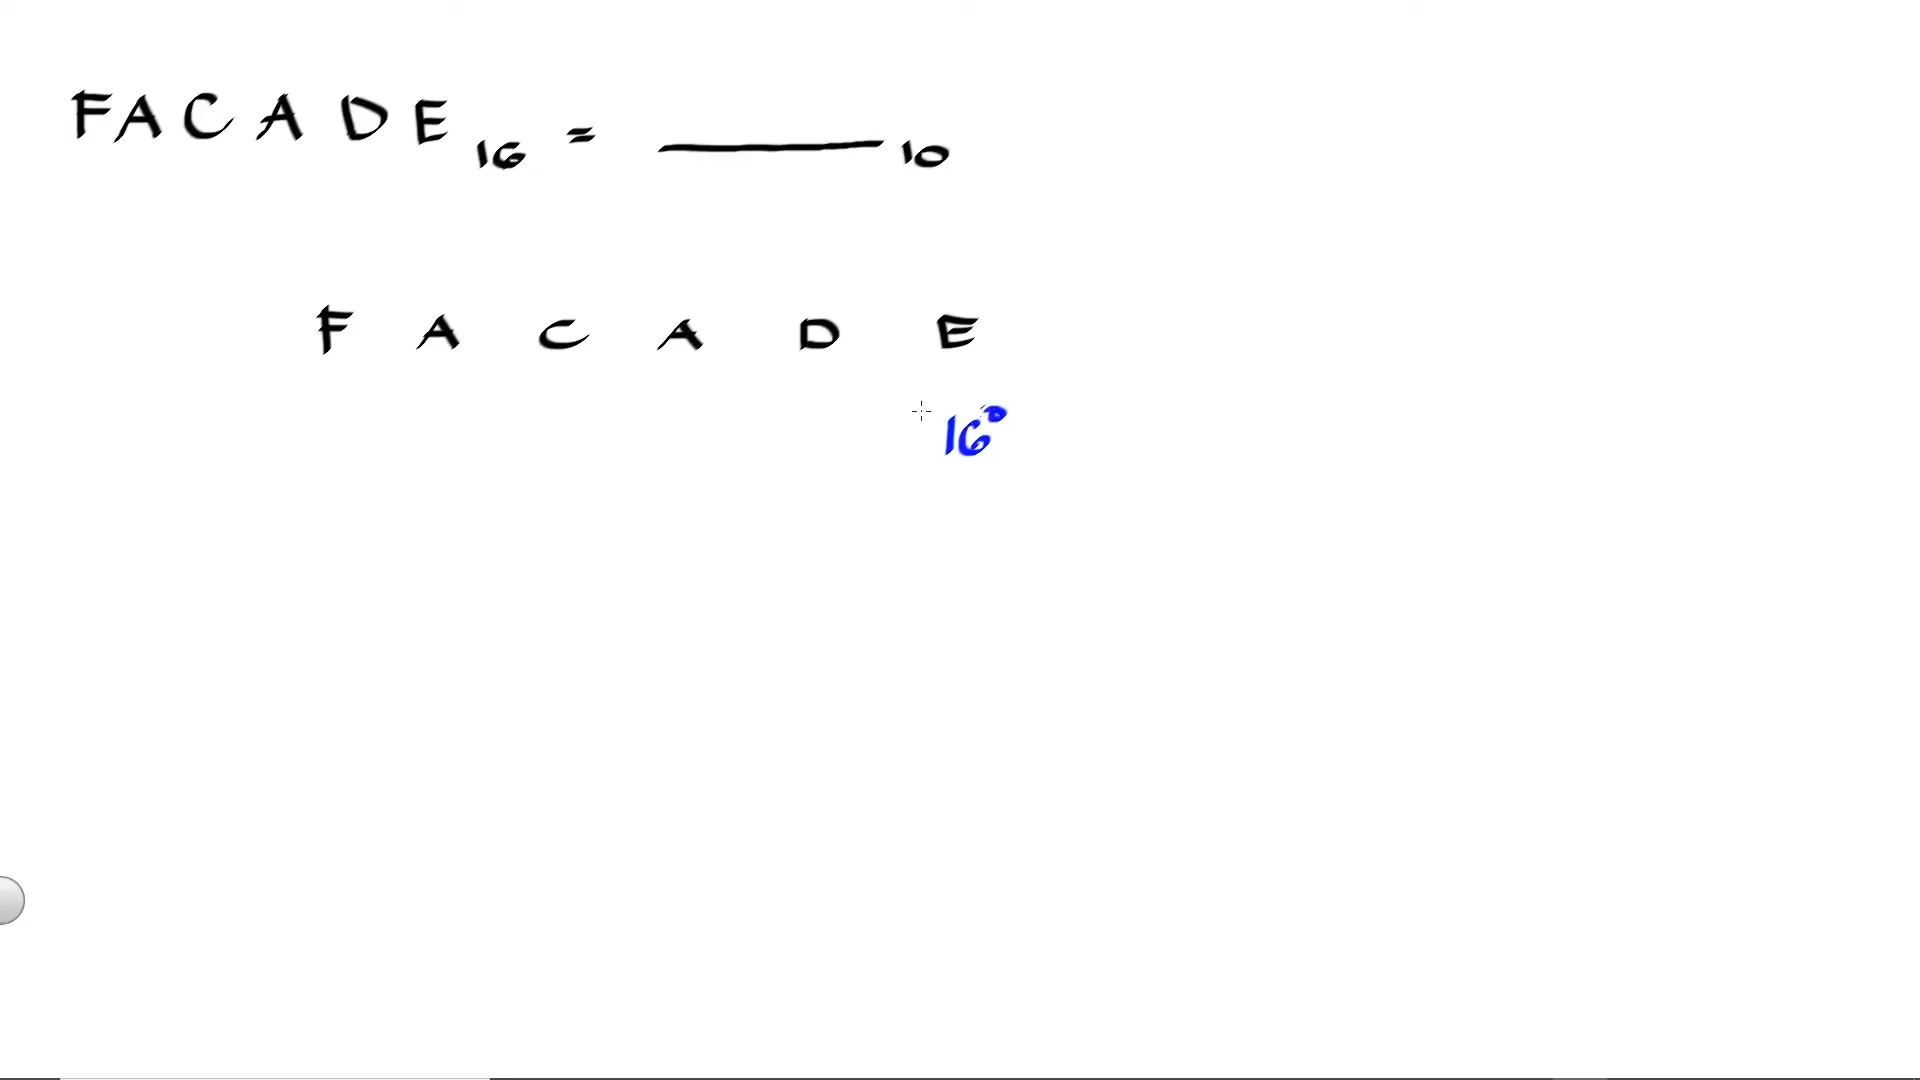 FACADE₁₆ = ______₁₀
F A C A D E
16⁰